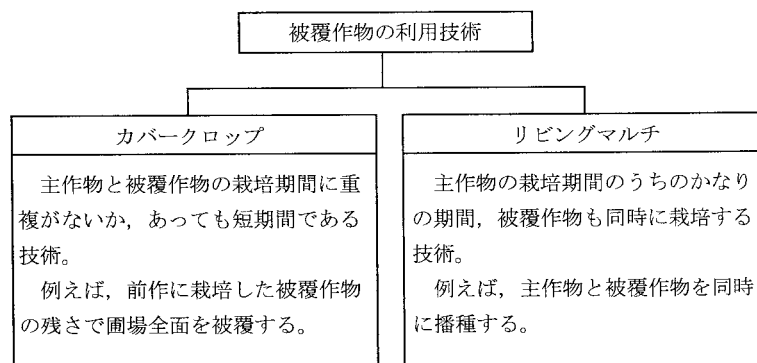 被覆作物の利用技術
カバークロップ
主作物と被覆作物の栽培期間に重
複がないか，あっても短期間である
技術。
例えば，前作に栽培した被覆作物
の残さで圃場全面を被覆する。
リビングマルチ
主作物の栽培期間のうちのかなり
の期間，被覆作物も同時に栽培する
技術。
例えば，主作物と被覆作物を同時
に播種する。